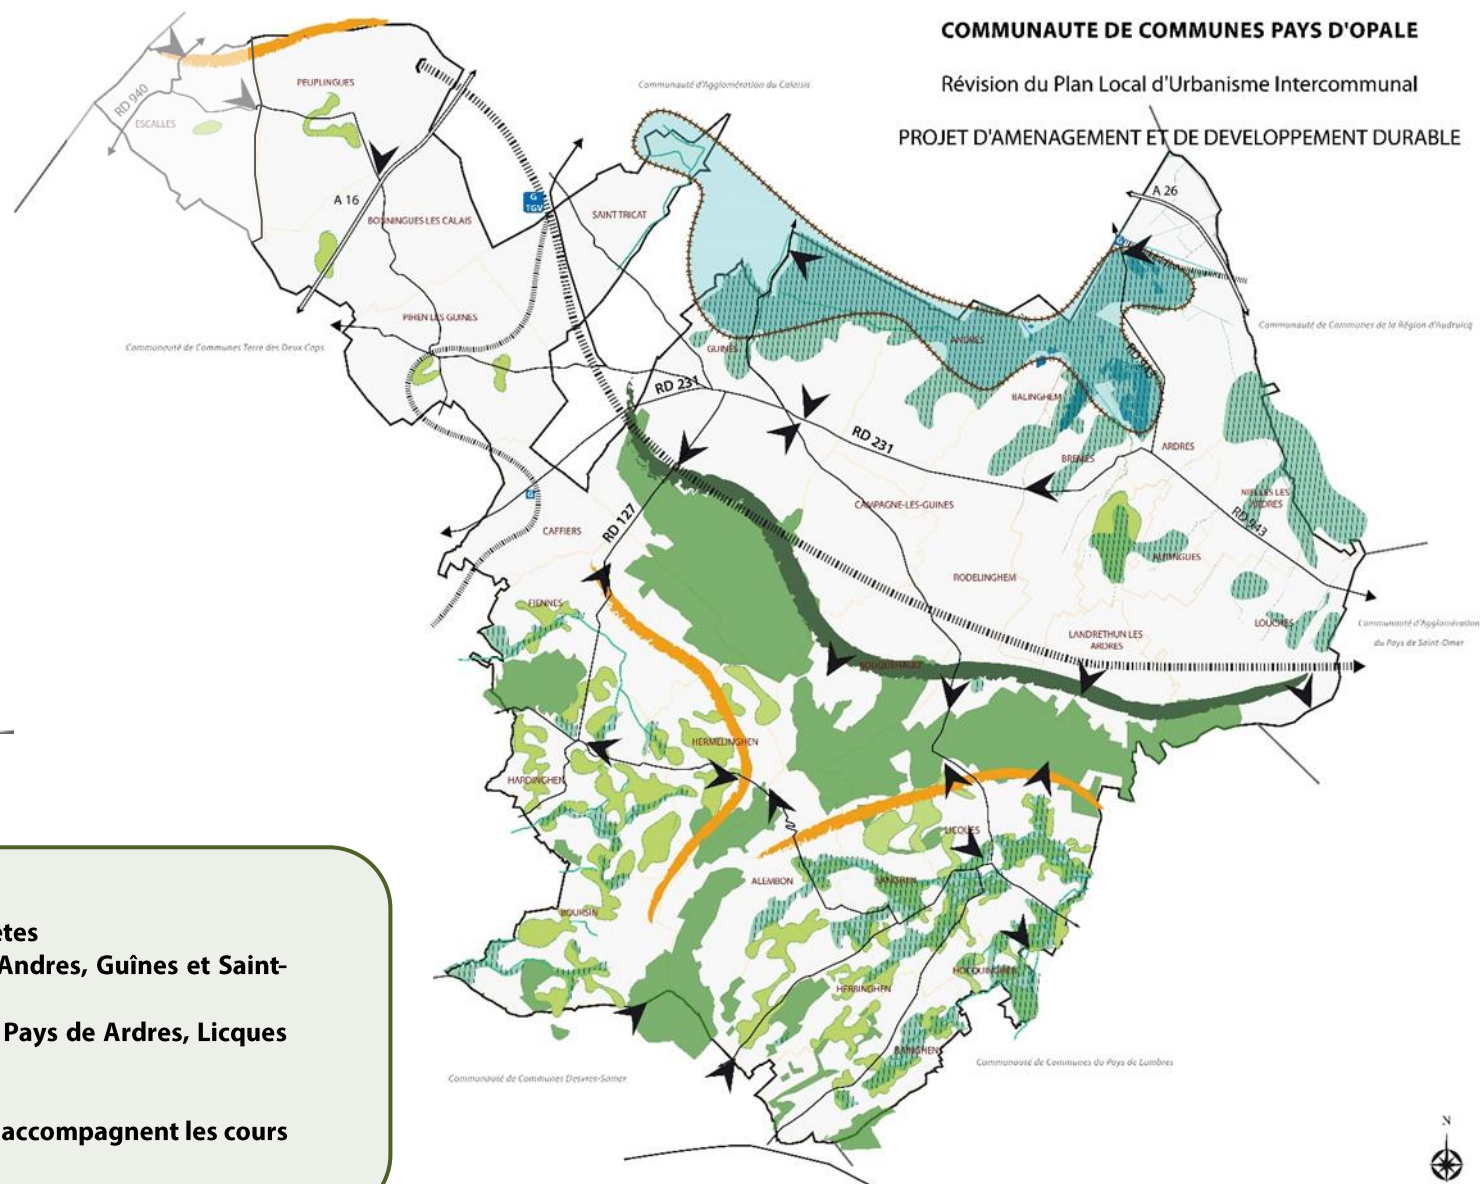 COMMUNAUTE DE COMMUNES PAYS D'OPALE
Révision du Plan Local d'Urbanisme Intercommunal
PROJET D'AMENAGEMENT ET DE DEVELOPPEMENT DURABLE
Communauté d'Agglomération du Calaisis
PEUPLINGUES
RD 940
ESCALLES
A 16
BONNINGUES LES CALAIS
G
TGV
SAINT TRICAT
A 26
G
PIHEN LES GUINES
Communauté de Communes Terre des Deux Caps
Communauté de Communes de la Région d'Audruicq
GUINES
ANDRES
RD 231
BALINGHEM
RD 231
BREMES
ARDRES
G
CAMPAGNE-LES-GUINES
NIELLES LES
ARDRES
RD 943
CAFFIERS
RD 127
AUTINGUES
RODELINGHEM
FIENNES
LOUCHES
Communauté d'Agglomération
du Pays de Saint-Omer
LANDRETHUN LES
ARDRES
BOUQUEHAULT
HERMELINGHEN
HARDINGHEN
LICQUES
ALEMBON
SANGHEN
BOURSIN
HOCQUINGHEN
HERBINGHEN
BAINGHEN
Communauté de Communes Desvres-Samer
Communauté de Communes du Pays de Lumbres
Andres, Guînes et Saint-
Pays de Ardres, Licques
accompagnent les cours
N